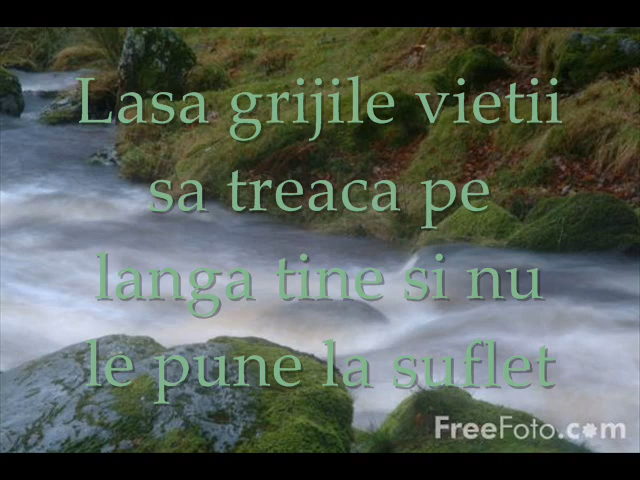 Lasa grijile vietii
sa treaca pe
langa tine si nu
le pune la suflet
FreeFoto.com